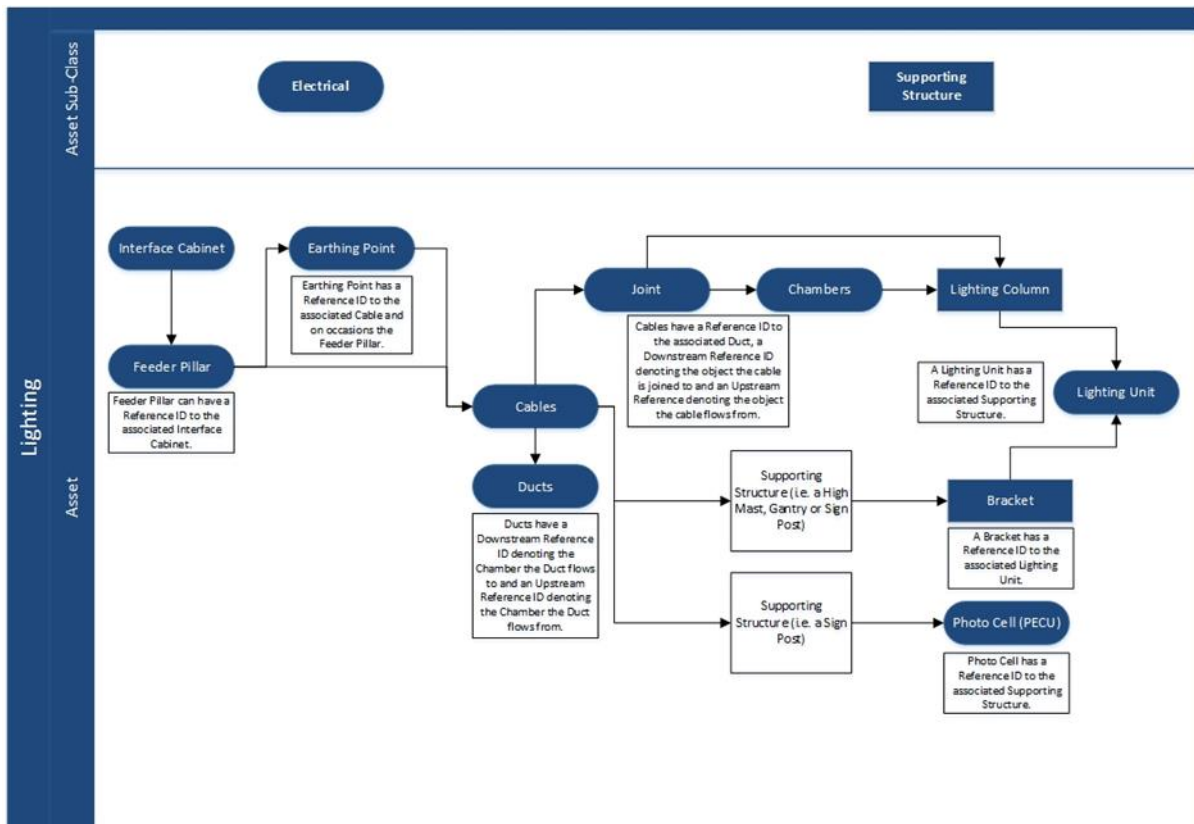 Lighting
Asset Sub-Class
Electrical
Supporting
Structure
Asset
Interface Cabinet
Earthing Point
Earthing Point has a
Reference ID to the
associated Cable and
on occasions the
Feeder Pillar.
Feeder Pillar
Feeder Pillar can have a
Reference ID to the
associated Interface
Cabinet.
Joint
Chambers
Lighting Column
Cables have a Reference ID to
the associated Duct, a
Downstream Reference ID
denoting the object the cable
is joined to and an Upstream
Reference denoting the object
the cable flows from.
A Lighting Unit has a
Reference ID to the
associated Supporting
Structure.
Lighting Unit
Cables
Ducts
Ducts have a
Downstream Reference
ID denoting the
Chamber the Duct flows
to and an Upstream
Reference ID denoting
the Chamber the Duct
flows from.
Supporting
Structure (i.e. a High
Mast, Gantry or Sign
Post)
Bracket
A Bracket has a
Reference ID to the
associated Lighting
Unit.
Supporting
Structure (i.e. a Sign
Post)
Photo Cell (PECU)
Photo Cell has a
Reference ID to the
associated Supporting
Structure.